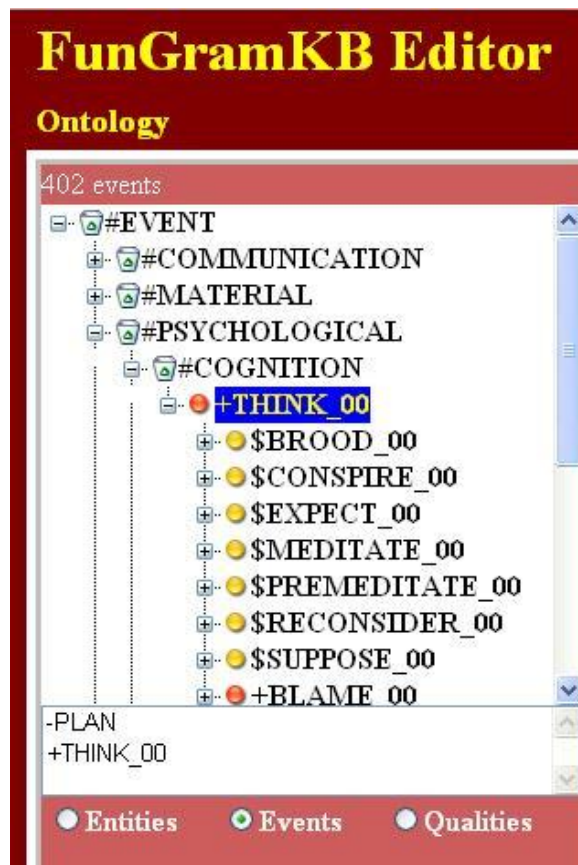 FunGramKB Editor
Ontology
402 events
#EVENT
#COMMUNICATION
#MATERIAL
#PSYCHOLOGICAL
#COGNITION
+THINK_00
$BROOD_00
$CONSPIRE_00
$EXPECT_00
$MEDITATE_00
$PREMEDITATE_00
$RECONSIDER_00
$SUPPOSE_00
+BLAME_00
-PLAN
+THINK_00
Entities Events Qualities